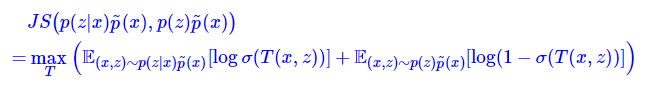 JS(p(z|x)p̃(x), p(z)p̃(x))
= max_T (𝔼_{(x,z)∼p(z|x)p̃(x)}[log σ(T(x, z))] + 𝔼_{(x,z)∼p(z)p̃(x)}[log(1 − σ(T(x, z))])